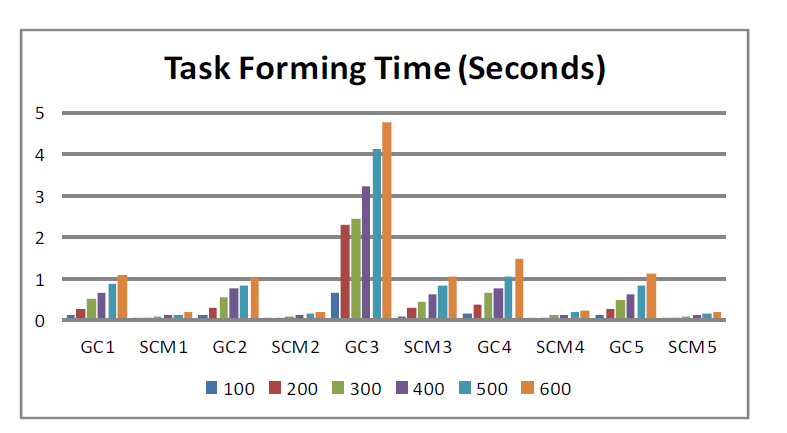 Task Forming Time (Seconds)
5
4
3
2
1
0
GC1 SCM1 GC2 SCM2 GC3 SCM3 GC4 SCM4 GC5 SCM5
100 200 300 400 500 600